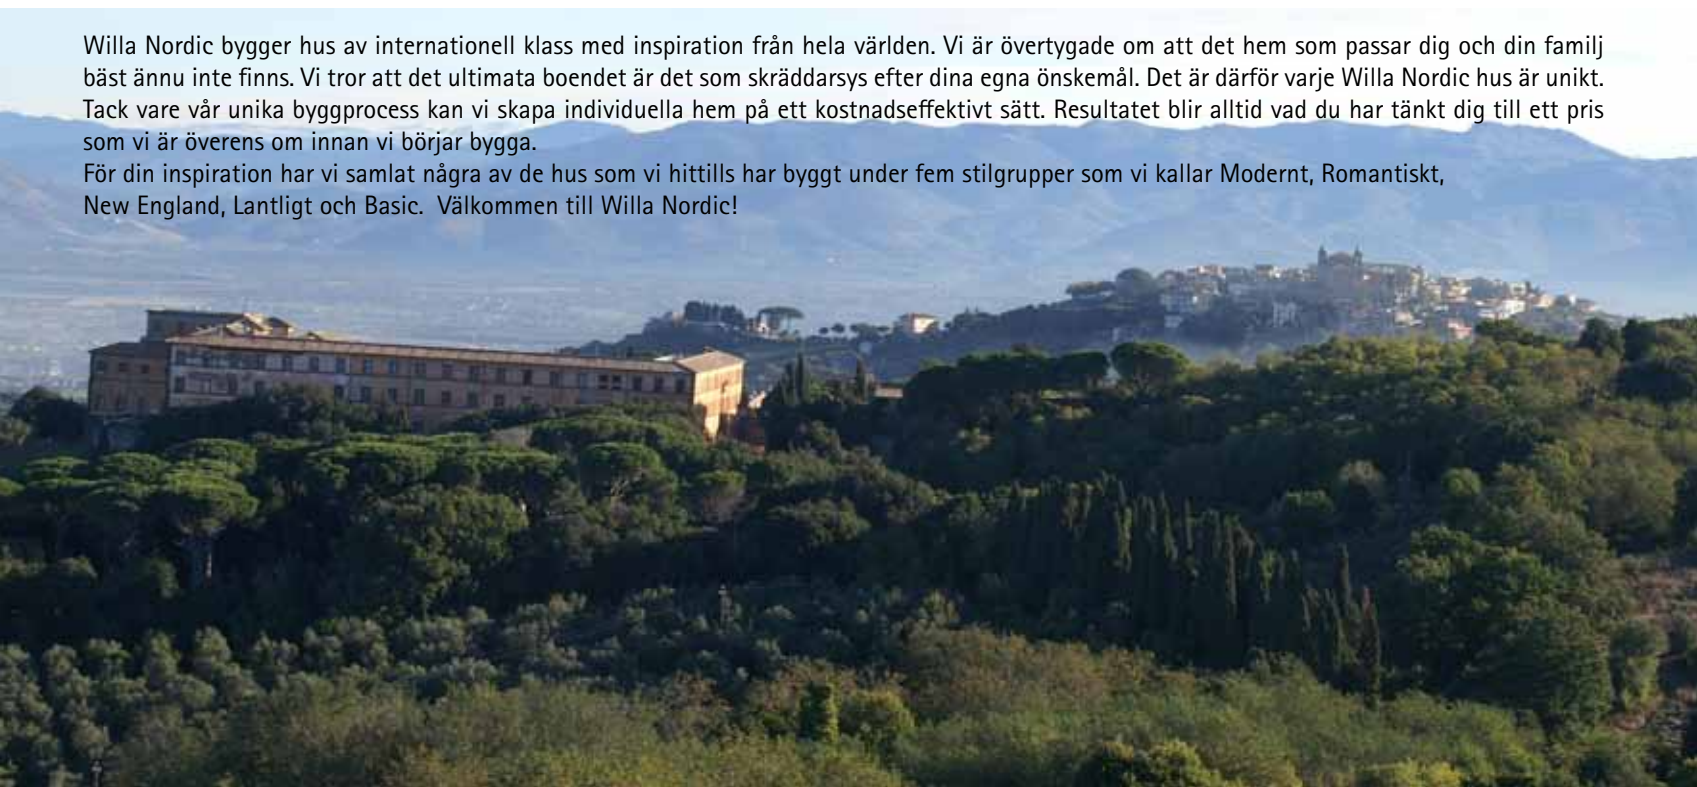 Willa Nordic bygger hus av internationell klass med inspiration från hela världen. Vi är övertygade om att det hem som passar dig och din familj
bäst ännu inte finns. Vi tror att det ultimata boendet är det som skräddarsys efter dina egna önskemål. Det är därför varje Willa Nordic hus är unikt.
Tack vare vår unika byggprocess kan vi skapa individuella hem på ett kostnadseffektivt sätt. Resultatet blir alltid vad du har tänkt dig till ett pris
som vi är överens om innan vi börjar bygga.
För din inspiration har vi samlat några av de hus som vi hittills har byggt under fem stilgrupper som vi kallar Modernt, Romantiskt,
New England, Lantligt och Basic.  Välkommen till Willa Nordic!